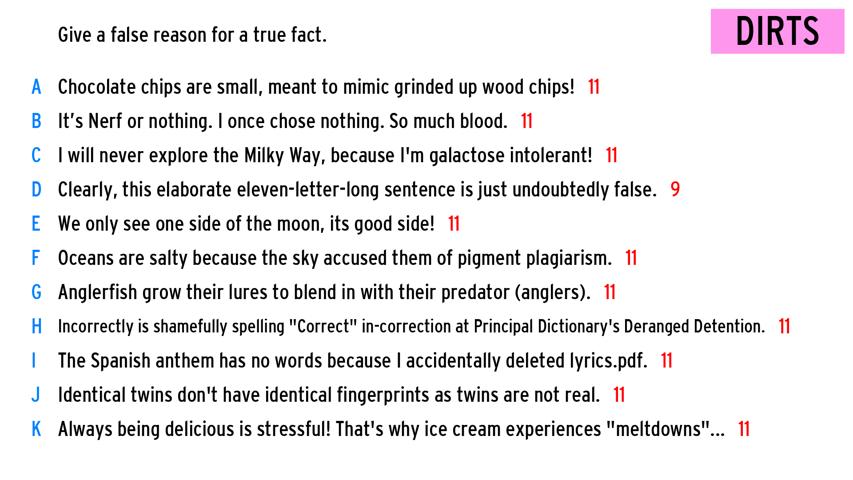 Give a false reason for a true fact.
DIRTS
A Chocolate chips are small, meant to mimic grinded up wood chips! 11
B It’s Nerf or nothing. I once chose nothing. So much blood. 11
C I will never explore the Milky Way, because I'm galactose intolerant! 11
D Clearly, this elaborate eleven-letter-long sentence is just undoubtedly false. 9
E We only see one side of the moon, its good side! 11
F Oceans are salty because the sky accused them of pigment plagiarism. 11
G Anglerfish grow their lures to blend in with their predator (anglers). 11
H Incorrectly is shamefully spelling "Correct" in-correction at Principal Dictionary's Deranged Detention. 11
I The Spanish anthem has no words because I accidentally deleted lyrics.pdf. 11
J Identical twins don't have identical fingerprints as twins are not real. 11
K Always being delicious is stressful! That's why ice cream experiences "meltdowns"... 11